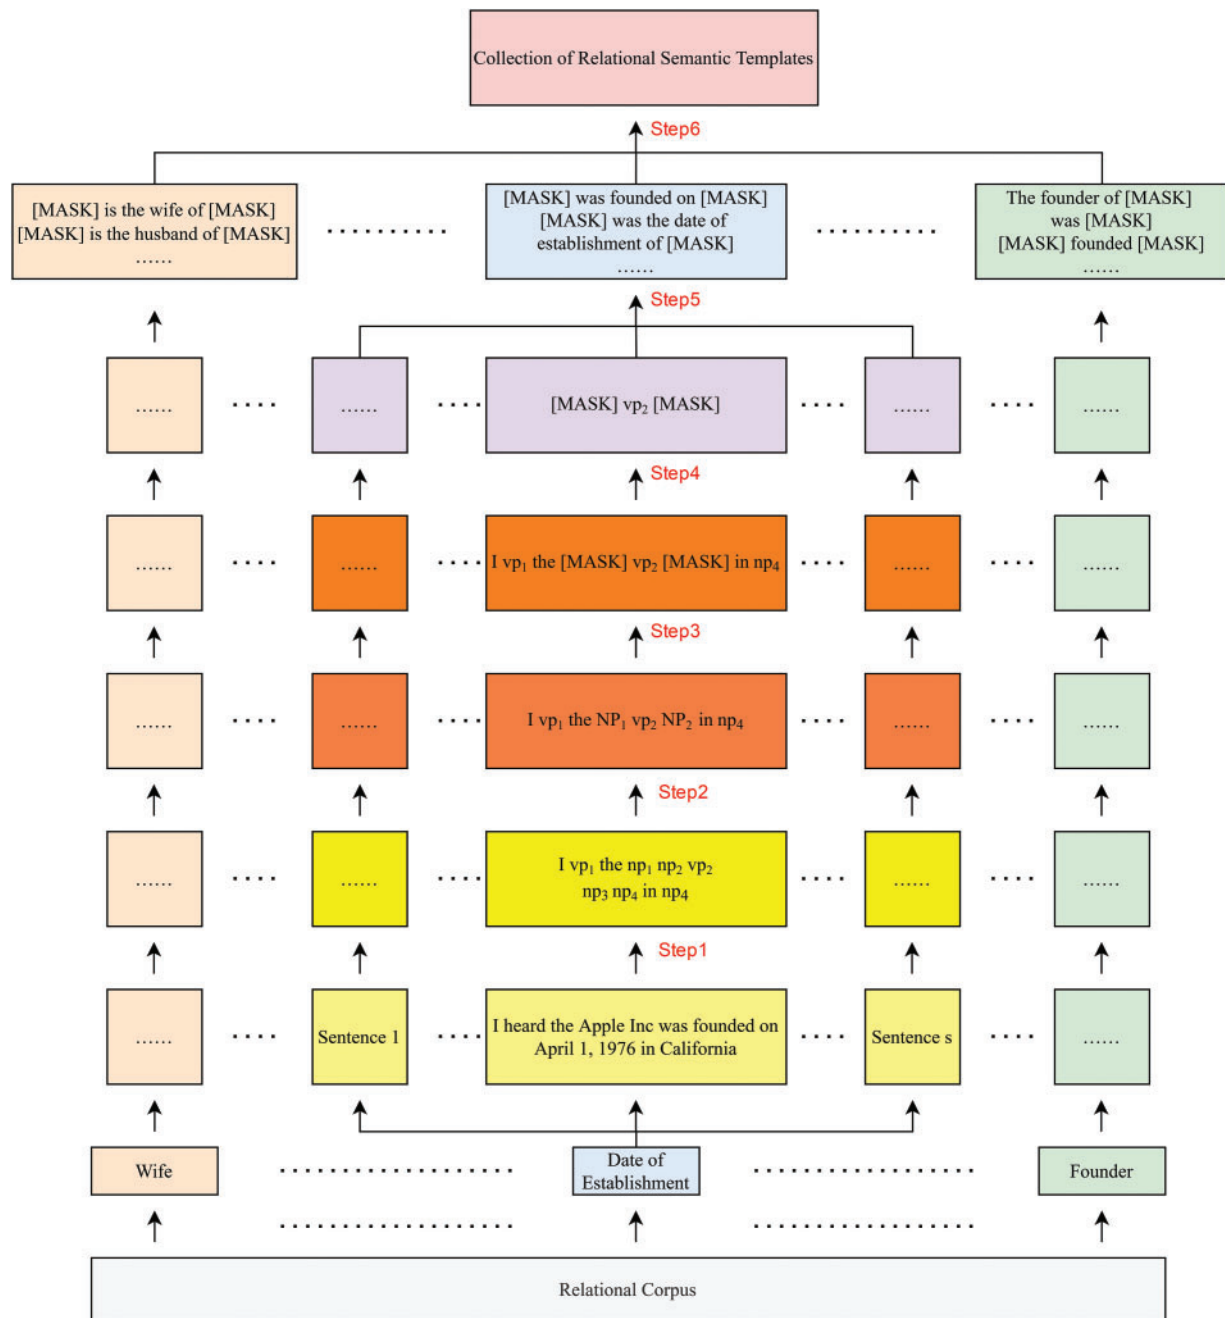 Collection of Relational Semantic Templates
Step6
[MASK] is the wife of [MASK]
[MASK] is the husband of [MASK]
......
[MASK] was founded on [MASK]
[MASK] was the date of
establishment of [MASK]
......
The founder of [MASK]
was [MASK]
[MASK] founded [MASK]
......
Step5
......
......
[MASK] vp₂ [MASK]
......
......
Step4
......
......
I vp₁ the [MASK] vp₂ [MASK] in np₄
......
......
Step3
......
......
I vp₁ the NP₁ vp₂ NP₂ in np₄
......
......
Step2
......
......
I vp₁ the np₁ np₂ vp₂
np₃ np₄ in np₄
......
......
Step1
......
Sentence 1
I heard the Apple Inc was founded on
April 1, 1976 in California
Sentence s
......
Wife
Date of
Establishment
Founder
Relational Corpus